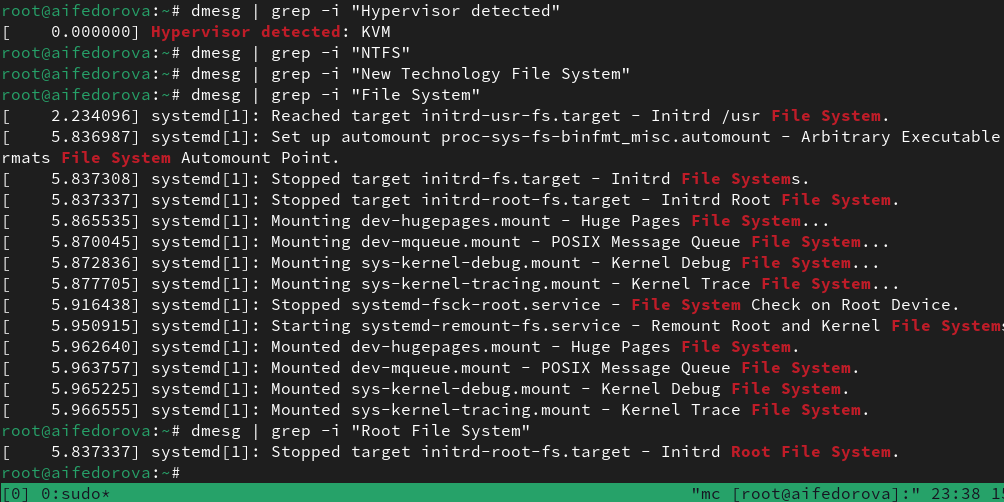 root@aifedorova:~# dmesg | grep -i "Hypervisor detected"
[    0.000000] Hypervisor detected: KVM
root@aifedorova:~# dmesg | grep -i "NTFS"
root@aifedorova:~# dmesg | grep -i "New Technology File System"
root@aifedorova:~# dmesg | grep -i "File System"
[    2.234096] systemd[1]: Reached target initrd-usr-fs.target - Initrd /usr File System.
[    5.836987] systemd[1]: Set up automount proc-sys-fs-binfmt_misc.automount - Arbitrary Executable
rmats File System Automount Point.
[    5.837308] systemd[1]: Stopped target initrd-fs.target - Initrd File Systems.
[    5.837337] systemd[1]: Stopped target initrd-root-fs.target - Initrd Root File System.
[    5.865535] systemd[1]: Mounting dev-hugepages.mount - Huge Pages File System...
[    5.870045] systemd[1]: Mounting dev-mqueue.mount - POSIX Message Queue File System...
[    5.872836] systemd[1]: Mounting sys-kernel-debug.mount - Kernel Debug File System...
[    5.877705] systemd[1]: Mounting sys-kernel-tracing.mount - Kernel Trace File System...
[    5.916438] systemd[1]: Stopped systemd-fsck-root.service - File System Check on Root Device.
[    5.950915] systemd[1]: Starting systemd-remount-fs.service - Remount Root and Kernel File Systems
[    5.962640] systemd[1]: Mounted dev-hugepages.mount - Huge Pages File System.
[    5.963757] systemd[1]: Mounted dev-mqueue.mount - POSIX Message Queue File System.
[    5.965225] systemd[1]: Mounted sys-kernel-debug.mount - Kernel Debug File System.
[    5.966555] systemd[1]: Mounted sys-kernel-tracing.mount - Kernel Trace File System.
root@aifedorova:~# dmesg | grep -i "Root File System"
[    5.837337] systemd[1]: Stopped target initrd-root-fs.target - Initrd Root File System.
root@aifedorova:~#
[0] 0:sudo* "mc [root@aifedorova]:" 23:38